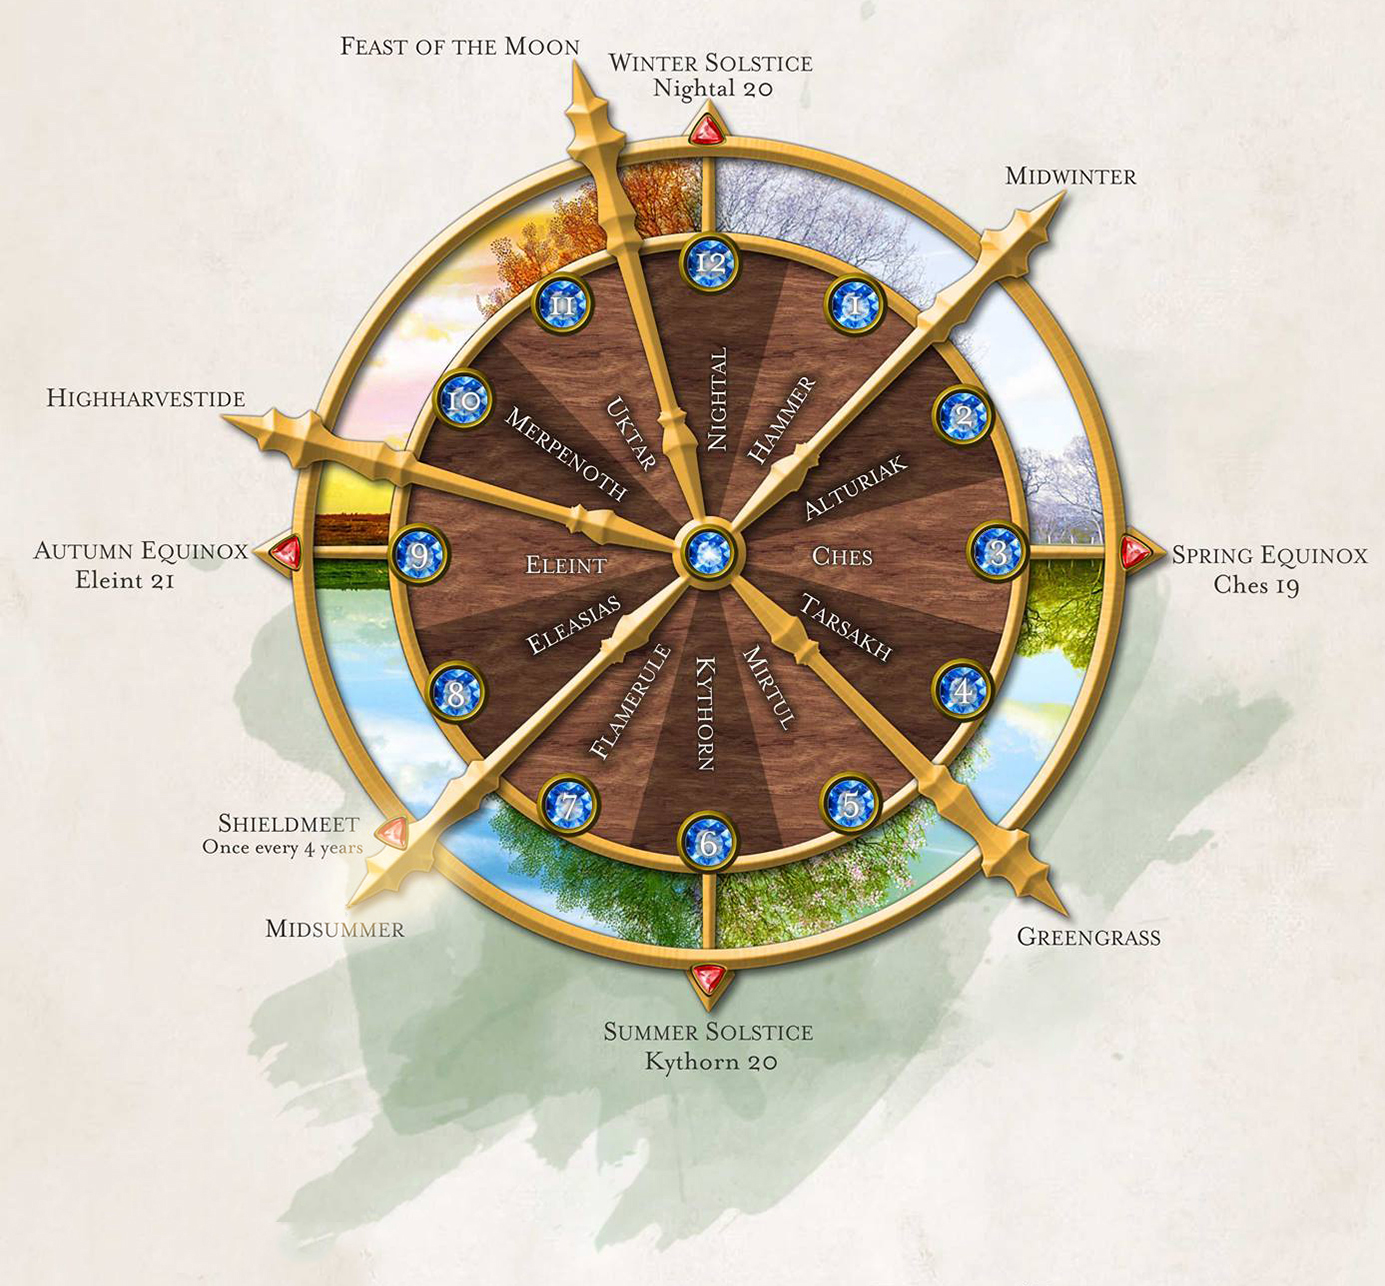 FEAST OF THE MOON
WINTER SOLSTICE
Nightal 20
MIDWINTER
HIGHHARVESTIDE
AUTUMN EQUINOX
Eleint 21
SPRING EQUINOX
Ches 19
SHIELDMEET
Once every 4 years
MIDSUMMER
GREENGRASS
SUMMER SOLSTICE
Kythorn 20
12
1
2
3
4
5
6
7
8
9
10
11
NIGHTAL
HAMMER
ALTURIAK
CHES
TARSAKH
MIRTUL
KYTHORN
FLAMERULE
ELEASIAS
ELEINT
MERPENOTH
UKTAR